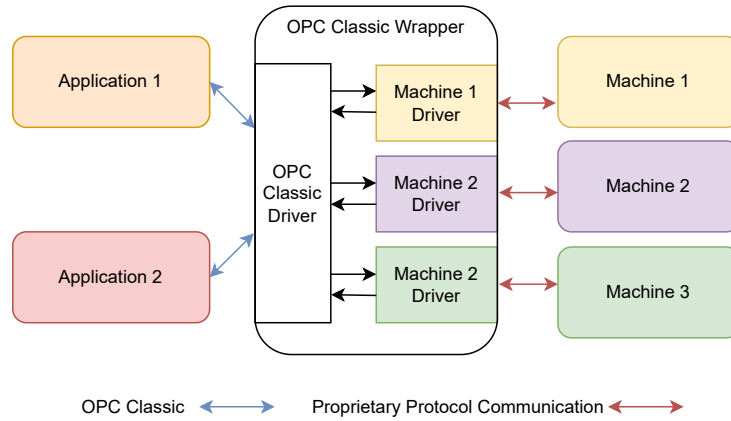 OPC Classic Wrapper
Application 1
Machine 1
Driver
Machine 1
OPC
Classic
Driver
Machine 2
Driver
Machine 2
Application 2
Machine 2
Driver
Machine 3
OPC Classic
Proprietary Protocol Communication